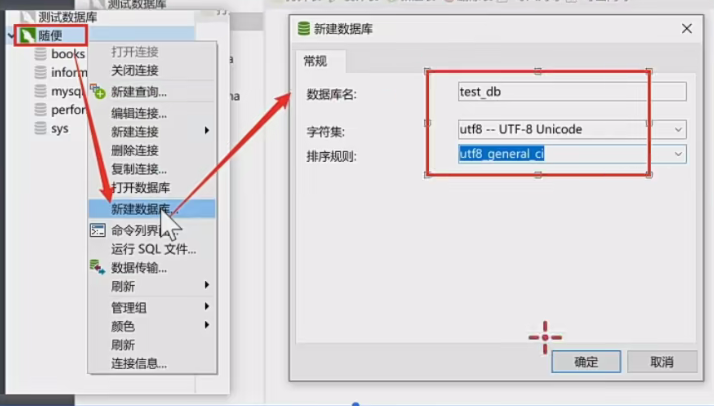 测试数据库
随便
books
inform
mysq
perfor
sys
打开连接
关闭连接
新建查询...
编辑连接...
新建连接
删除连接
复制连接...
打开数据库
新建数据库...
命令列界
运行 SQL 文件...
数据传输...
刷新
管理组
颜色
刷新
连接信息...
新建数据库
常规
数据库名:
test_db
字符集:
utf8 -- UTF-8 Unicode
排序规则:
utf8_general_ci
确定
取消